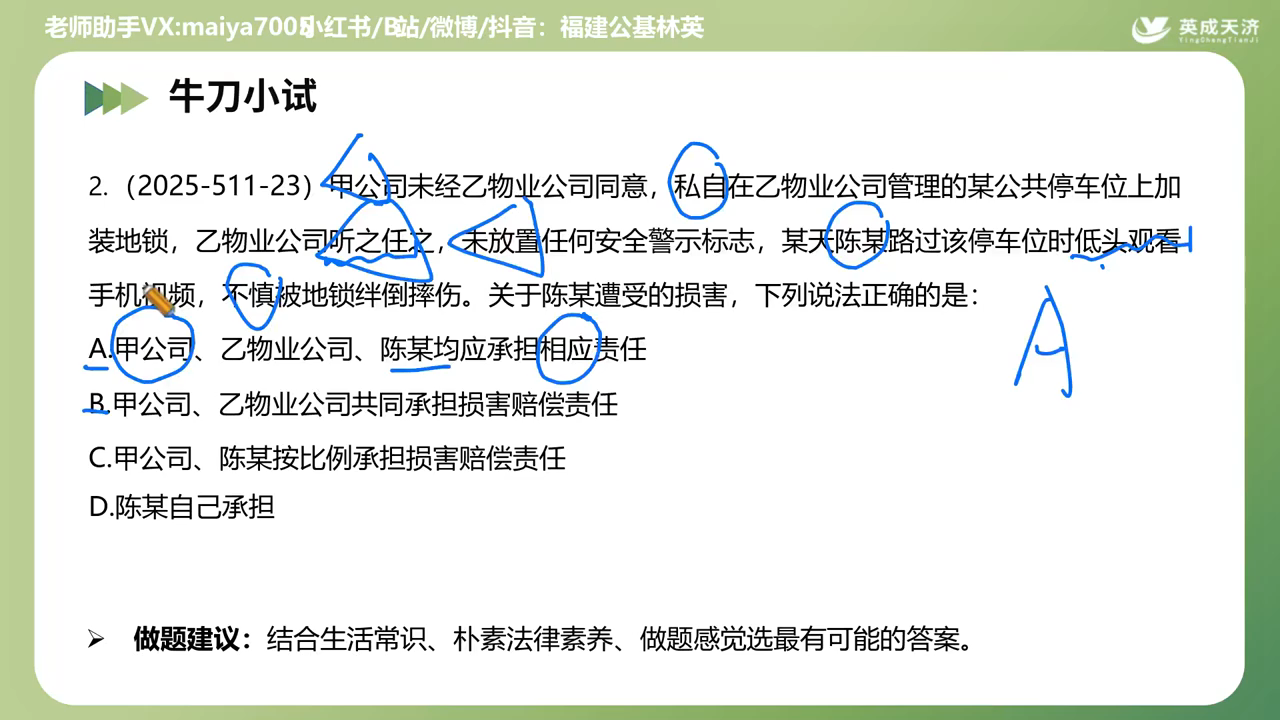 老师助手VX:maiya7005小红书/B站/微博/抖音：福建公基林英
英成天济
YingChengTianJi
牛刀小试
2.（2025-511-23）甲公司未经乙物业公司同意，私自在乙物业公司管理的某公共停车位上加
装地锁，乙物业公司听之任之，未放置任何安全警示标志，某天陈某路过该停车位时低头观看
手机视频，不慎被地锁绊倒摔伤。关于陈某遭受的损害，下列说法正确的是：
A
A.甲公司、乙物业公司、陈某均应承担相应责任
B.甲公司、乙物业公司共同承担损害赔偿责任
C.甲公司、陈某按比例承担损害赔偿责任
D.陈某自己承担
➢ 做题建议：结合生活常识、朴素法律素养、做题感觉选最有可能的答案。